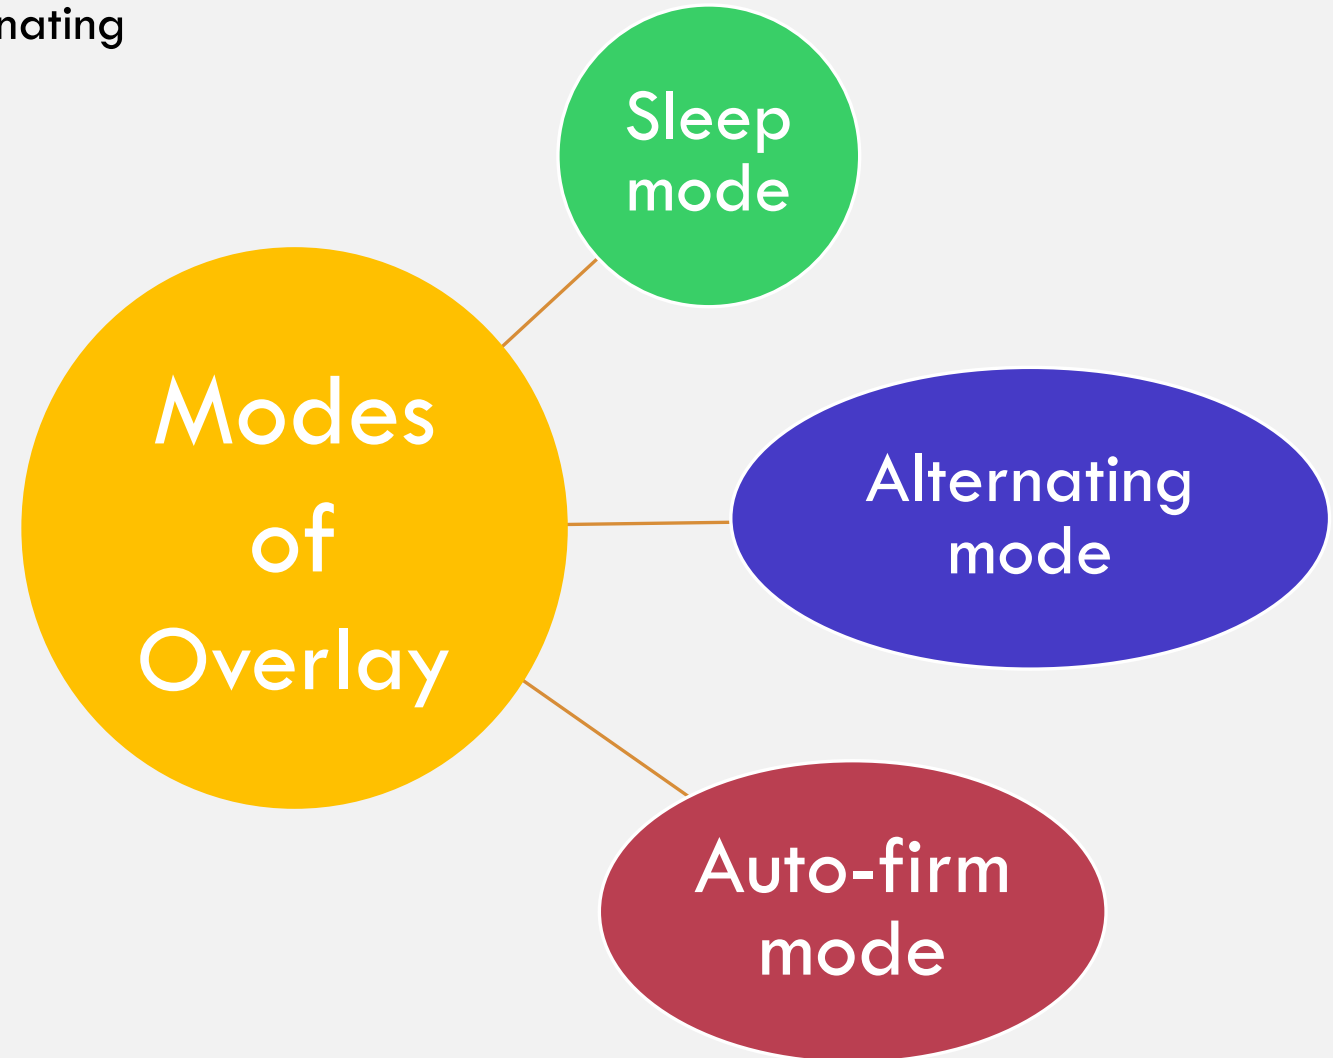 nating
Sleep
mode
Modes
of
Overlay
Alternating
mode
Auto-firm
mode